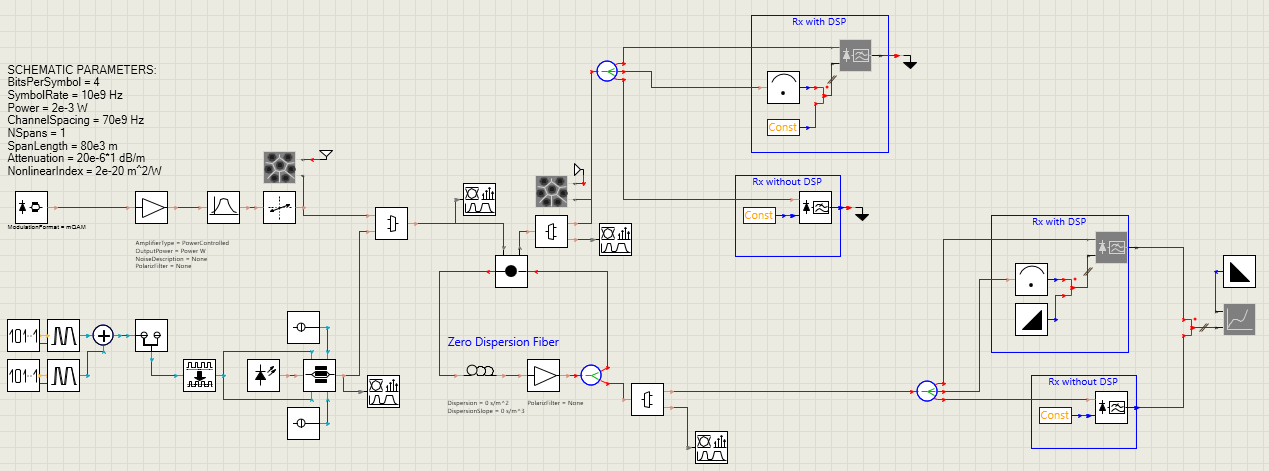 Rx with DSP
SCHEMATIC PARAMETERS:
BitsPerSymbol = 4
SymbolRate = 10e9 Hz
Power = 2e-3 W
ChannelSpacing = 70e9 Hz
NSpans = 1
SpanLength = 80e3 m
Attenuation = 20e-6*1 dB/m
NonlinearIndex = 2e-20 m^2/W
Const
Rx without DSP
Const
ModulationFormat = mQAM
AmplifierType = PowerControlled
OutputPower = Power W
NoiseDescription = None
PolarizFilter = None
Rx with DSP
101..1
101..1
Zero Dispersion Fiber
Dispersion = 0 s/m^2
DispersionSlope = 0 s/m^3
PolarizFilter = None
Rx without DSP
Const